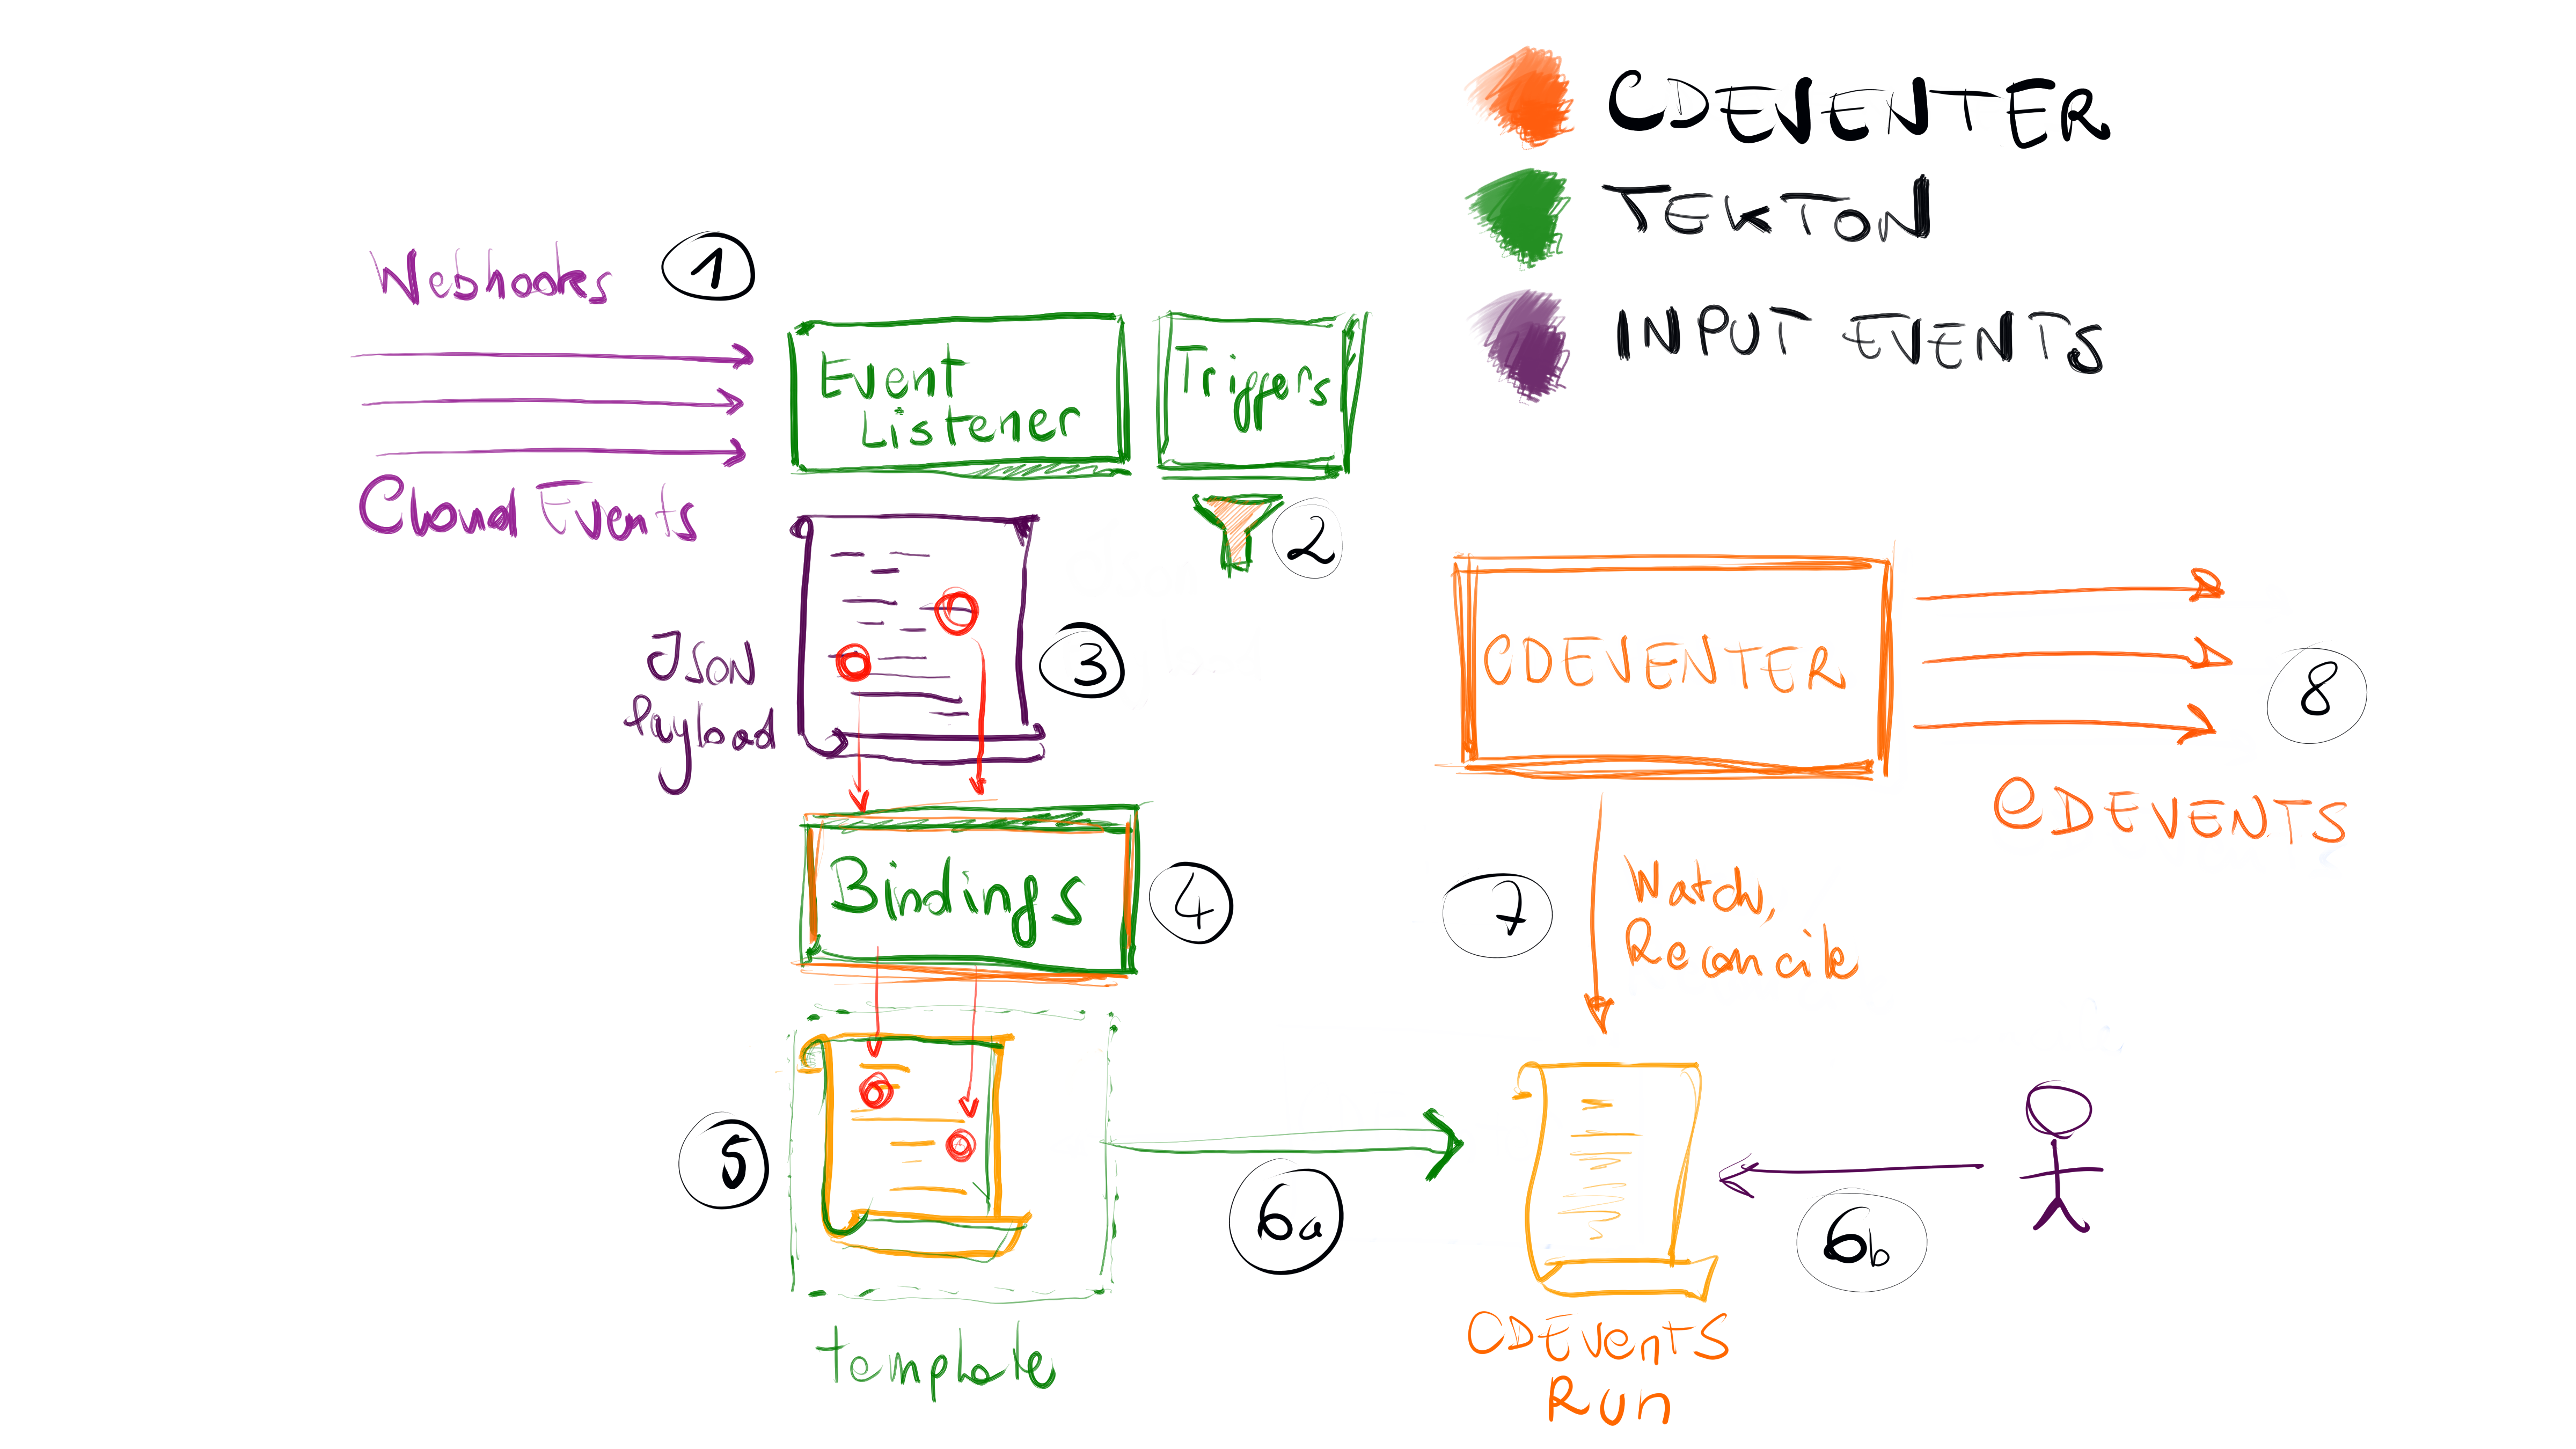 CDEVENTER
TEKTON
INPUT EVENTS
Webhooks
1
Cloud Events
Event
Listener
Triggers
2
JSON
Payload
3
Bindings
4
5
template
6a
CDEVENTER
8
CDEVENTS
7
Watch,
Reconcile
6b
CDEvents
Run